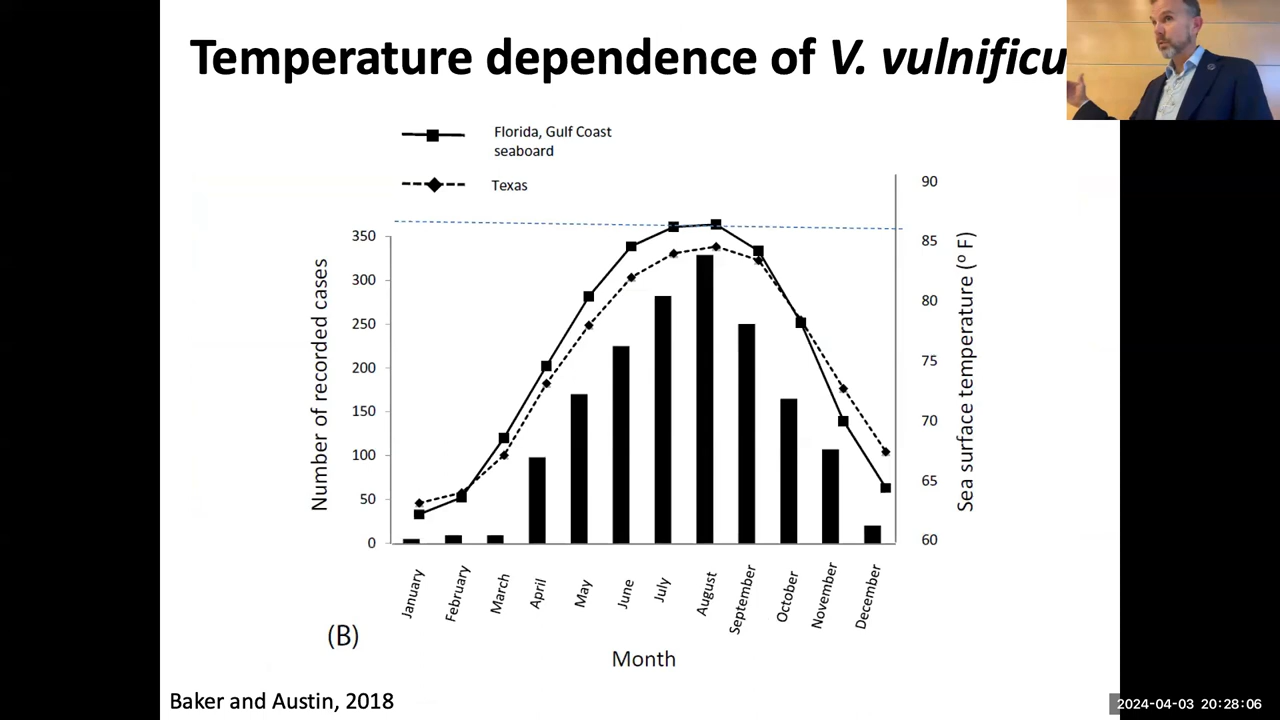 Temperature dependence of V. vulnificu
Florida, Gulf Coast
seaboard
Texas
90
85
80
75
70
65
60
Sea surface temperature (º F)
350
300
250
200
150
100
50
0
Number of recorded cases
January
February
March
April
May
June
July
August
September
October
November
December
(B)
Month
Baker and Austin, 2018
2024-04-03 20:28:06